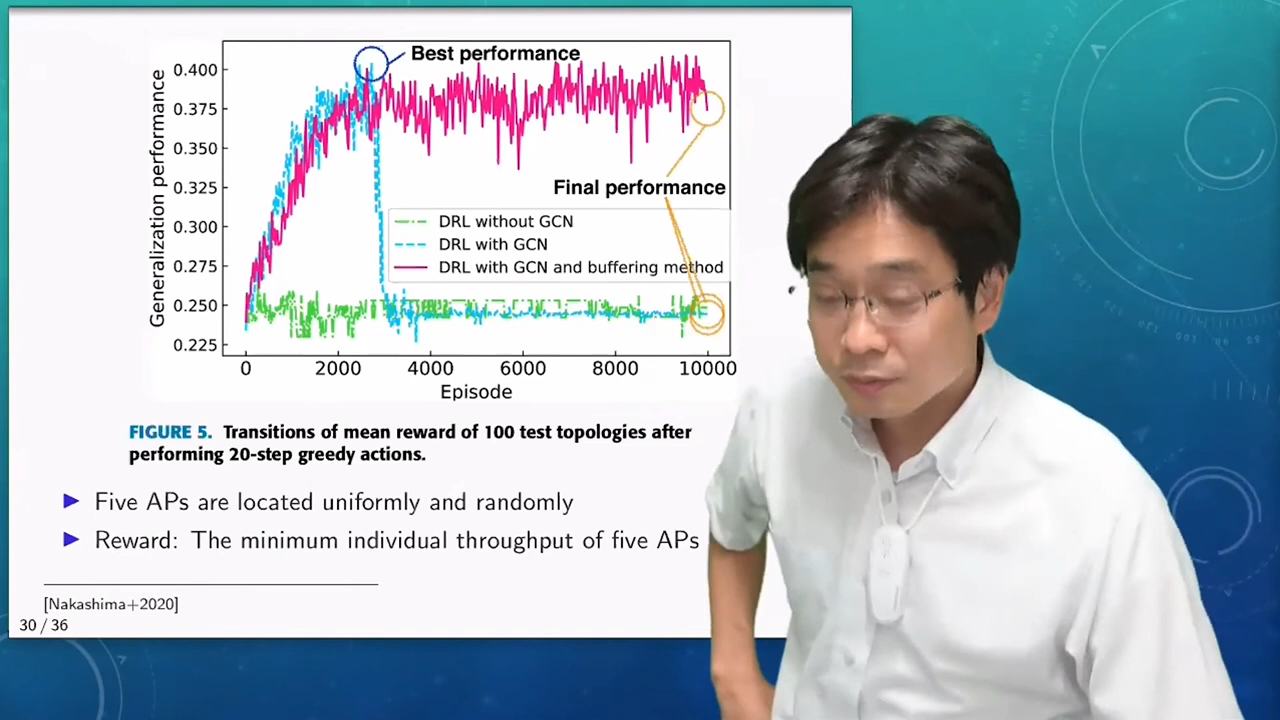 Best performance
0.400
0.375
0.350
0.325
0.300
0.275
0.250
0.225
Generalization performance
Final performance
DRL without GCN
DRL with GCN
DRL with GCN and buffering method
0 2000 4000 6000 8000 10000
Episode
FIGURE 5. Transitions of mean reward of 100 test topologies after
performing 20-step greedy actions.
Five APs are located uniformly and randomly
Reward: The minimum individual throughput of five APs
[Nakashima+2020]
30 / 36